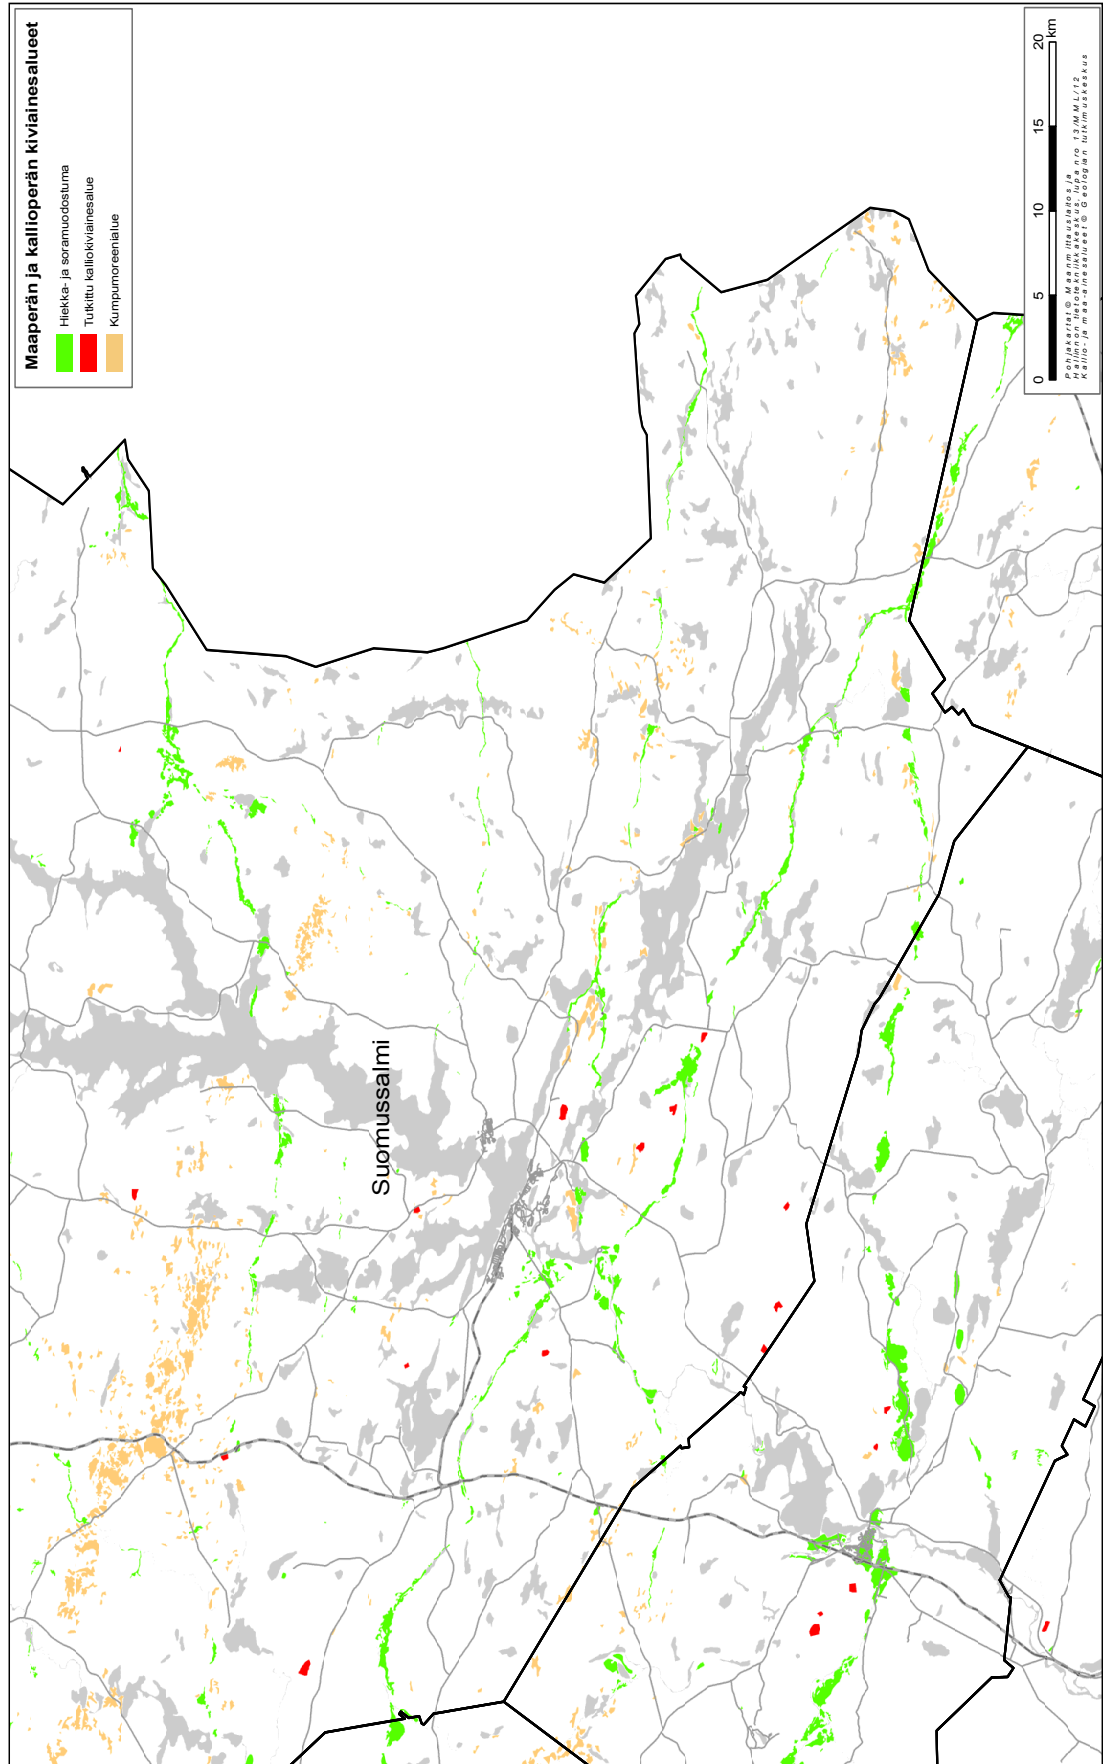 Maaperän ja kallioperän kiviainesalueet
Hiekka- ja soramuodostuma
Tutkittu kalliokiviainesalue
Kumpumoreenialue
Suomussalmi
0 5 10 15 20
km
Pohjakartat © Maanmittauslaitos ja
Hallinnon tietotekniikkakeskus, lupa nro 13/MML/12
Kallio- ja maa-ainesalueet © Geologian tutkimuskeskus